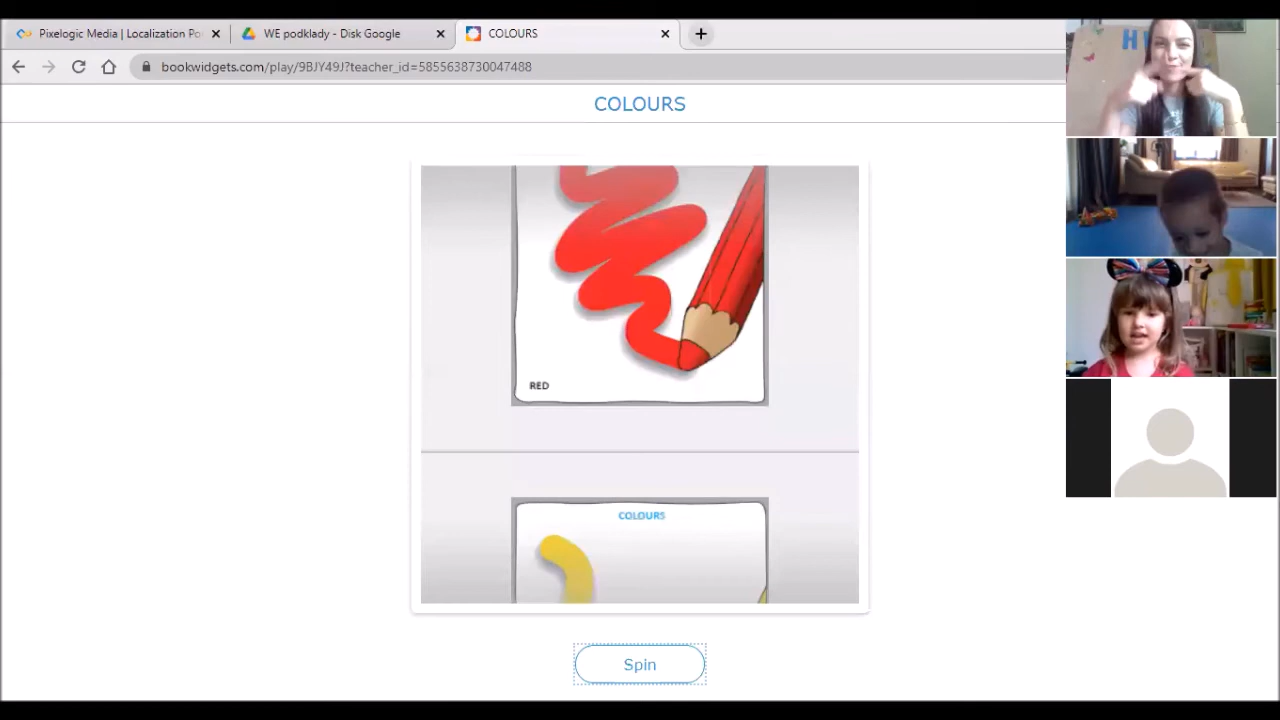 Pixelogic Media | Localization Po
WE podklady - Disk Google
COLOURS
bookwidgets.com/play/9BJY49J?teacher_id=5855638730047488
COLOURS
RED
COLOURS
Spin